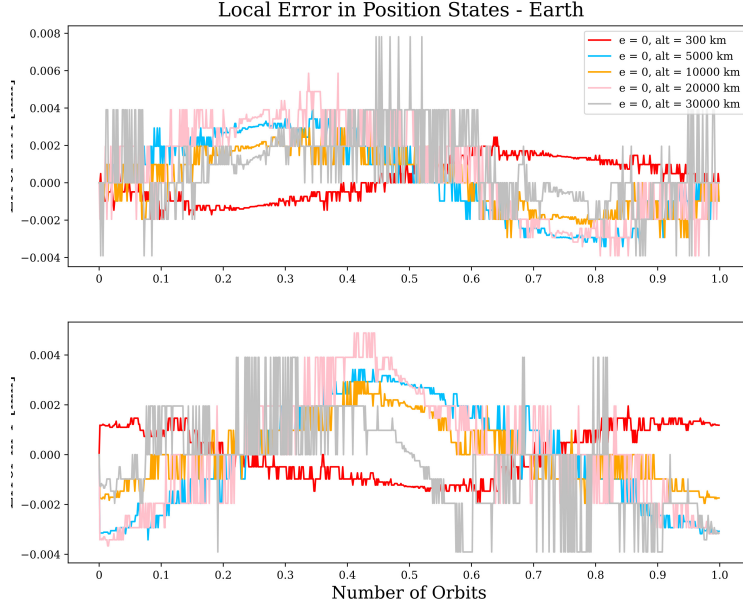 Local Error in Position States - Earth
0.008
0.006
0.004
0.002
0.000
−0.002
−0.004
e = 0, alt = 300 km
e = 0, alt = 5000 km
e = 0, alt = 10000 km
e = 0, alt = 20000 km
e = 0, alt = 30000 km
0 0.1 0.2 0.3 0.4 0.5 0.6 0.7 0.8 0.9 1.0
0.004
0.002
0.000
−0.002
−0.004
0 0.1 0.2 0.3 0.4 0.5 0.6 0.7 0.8 0.9 1.0
Number of Orbits